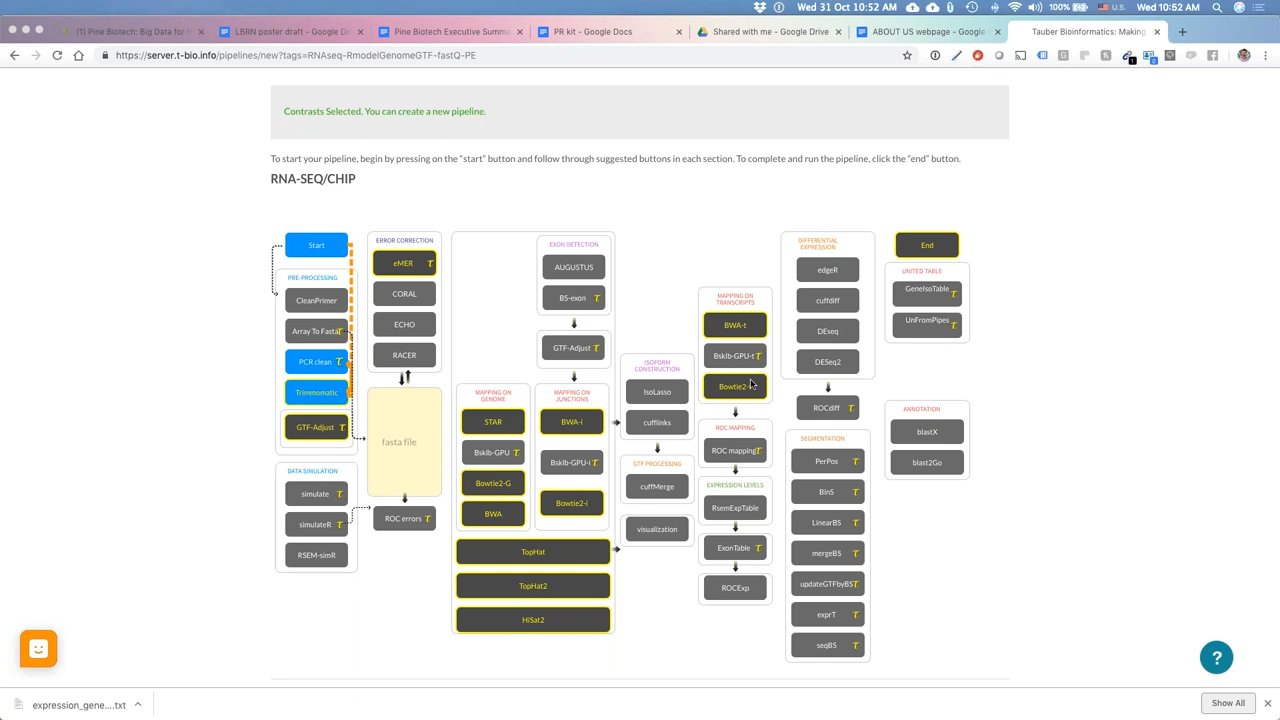 Wed Oct 31 10:52 AM 10:52 AM
(1) Pine Biotech: Big Data for H
LBRN poster draft - Google Do
Pine Biotech Executive Summa
PR kit - Google Docs
Shared with me - Google Drive
ABOUT US webpage - Google
Tauber Bioinformatics: Making
https://server.t-bio.info/pipelines/new?tags=RNAseq-RmodelGenomeGTF-fastQ-PE
Contrasts Selected. You can create a new pipeline.
To start your pipeline, begin by pressing on the "start" button and follow through suggested buttons in each section. To complete and run the pipeline, click the "end" button.
RNA-SEQ/CHIP
Start
PRE-PROCESSING
CleanPrimer
Array To Fasta
PCR clean T
Trimmomatic
GTF-Adjust T
DATA SIMULATION
simulate T
simulateR T
RSEM-simR
ERROR CORRECTION
eMER T
CORAL
ECHO
RACER
fasta file
ROC errors T
EXON DETECTION
AUGUSTUS
BS-exon T
GTF-Adjust T
MAPPING ON
GENOME
STAR
Bsklb-GPU T
Bowtie2-G
BWA
MAPPING ON
JUNCTIONS
BWA-i
Bsklb-GPU-i T
Bowtie2-i
TopHat
TopHat2
HiSat2
ISOFORM
CONSTRUCTION
IsoLasso
cufflinks
GTF PROCESSING
cuffMerge
visualization
MAPPING ON
TRANSCRIPTS
BWA-t
Bsklb-GPU-t T
Bowtie2-
ROC MAPPING
ROC mapping T
EXPRESSION LEVELS
RsemExpTable
ExonTable T
ROCExp
DIFFERENTIAL
EXPRESSION
edgeR
cuffdiff
DEseq
DESeq2
ROCdiff T
SEGMENTATION
PerPos T
BinS T
LinearBS T
mergeBS T
updateGTFbyBS T
exprT T
seqBS T
End
UNITED TABLE
GeneIsoTable T
UnFromPipes T
ANNOTATION
blastX
blast2Go
?
expression_gene....txt
Show All